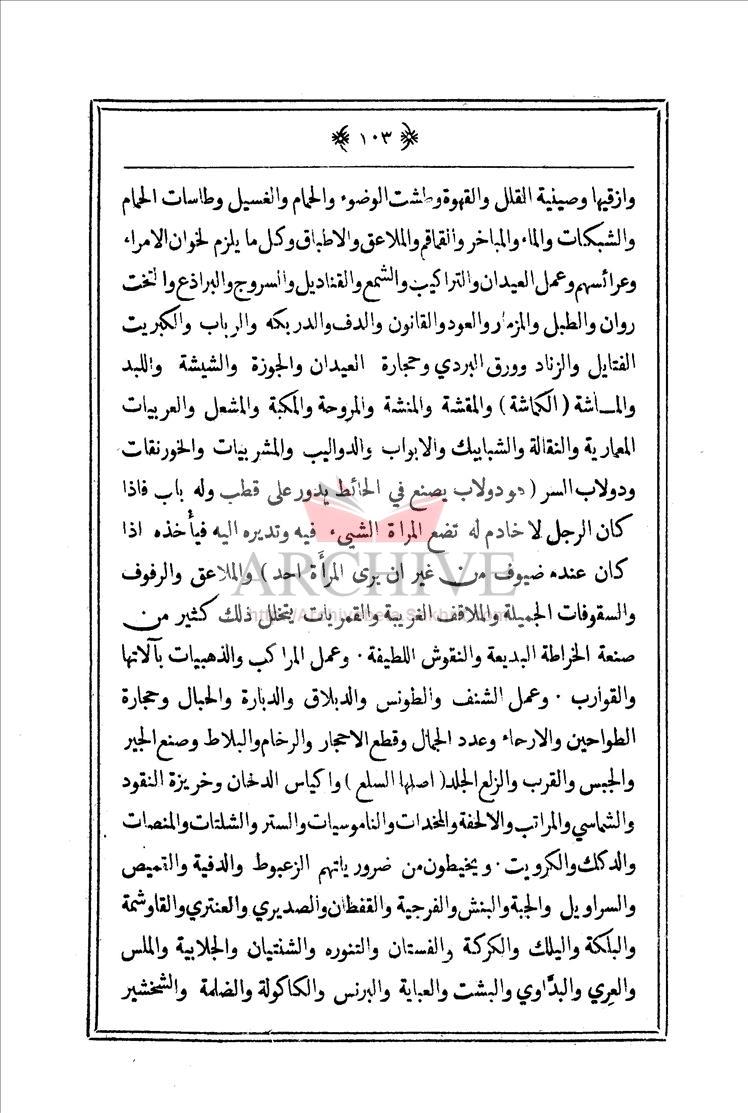 ﴿ ١٠٣ ﴾
وازقيها وصينية القلل والقهوة وطشت الوضوء والحمام والغسيل وطاسات الحمام
والشبكات والماء والمباخر والقماقم والملاعق والاطباق وكل ما يلزم لخوان الامراء
وعرائسهم وعمل العيدان والتراكيب والشمع والقناديل والسروج والبراذع والتخت
روان والطبل والمزمار والعود والقانون والدف والدربكه والرباب والكبريت
الفتايل والزناد وورق البردي وحجارة العيدان والجوزة والشيشة واللبد
والماشة (الكماشة) والمقشة والمنشة والمروحة والمكبة والمشعل والعربيات
المعمارية والنقالة والشبابيك والابواب والدواليب والمشربيات والخورنقات
ودولاب السر (هو دولاب يصنع في الحائط يدور على قطب وله باب فاذا
كان الرجل لا خادم له تضع المراة الشيء فيه وتديره اليه فيأخذه اذا
كان عنده ضيوف من غير ان يرى المرأة احد) والملاعق والرفوف
والسقوفات الجميلة والملاقف الغريبة والقمريات يتخلل ذلك كثير من
صنعة الخراطة البديعة والنقوش اللطيفة ٠ وعمل المراكب والذهبيات بآلاتها
والقوارب ٠ وعمل الشنف والطونس والدبلاق والدبارة والحبال وحجارة
الطواحين والارحاء وعدد الجمال وقطع الاحجار والرخام والبلاط وصنع الجير
والجبس والقرب والزلع الجلد (اصلها السلع) واكياس الدخان وخريزة النقود
والشماسي والمراتب والالحفة والمخدات والناموسيات والستر والشلتات والمنصات
والدكك والكرويت ٠ ويخيطون من ضرورياتهم الزعبوط والدفية والقميص
والسراويل والجبة والبنش والفرجية والقفطان والصديري والعنتري والقاوشمة
والبلكة واليلك والكركة والفستان والتنوره والشنتيان والجلابية والملس
والعري والبدَّاوي والبشت والعباية والبرنس والكاكولة والضلمة والشخشير
ARCHIVE